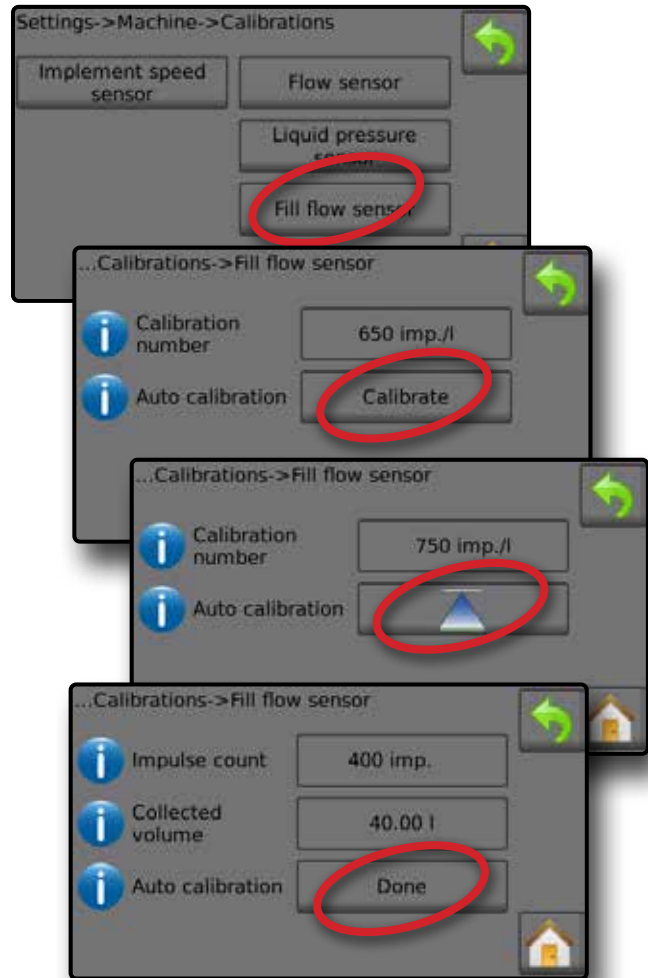 Settings->Machine->Calibrations
Implement speed
sensor
Flow sensor
Liquid pressure
sensor
Fill flow sensor
...Calibrations->Fill flow sensor
Calibration
number
650 imp./l
Auto calibration
Calibrate
...Calibrations->Fill flow sensor
Calibration
number
750 imp./l
Auto calibration
...Calibrations->Fill flow sensor
Impulse count
400 imp.
Collected
volume
40.00 l
Auto calibration
Done